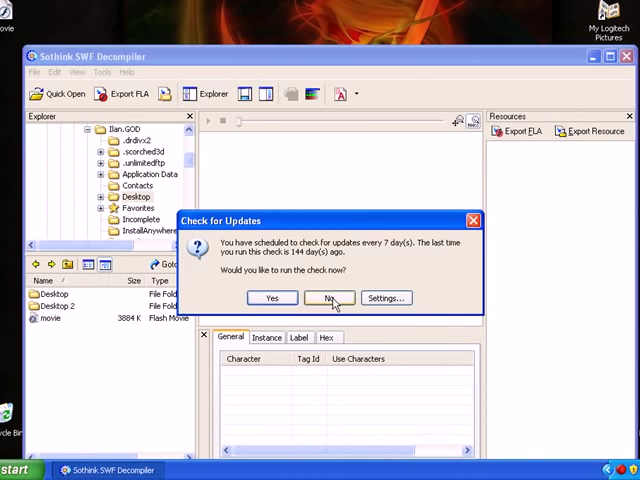 ovie
My Logitech
Pictures
Sothink SWF Decompiler
File Edit View Tools Help
Quick Open Export FLA Explorer
Explorer
Resources
Ilan.GOD
.drdivx2
.scorched3d
.unlimitedftp
Application Data
Contacts
Desktop
Favorites
Incomplete
InstallAnywhere
Export FLA Export Resource
100%
Check for Updates
You have scheduled to check for updates every 7 day(s). The last time
you run this check is 144 day(s) ago.
Would you like to run the check now?
Yes No Settings...
Goto
Name Size Type
Desktop File Fold
Desktop 2 File Fold
movie 3884 K Flash Movie
General Instance Label Hex
Character Tag Id Use Characters
ycle Bin
start Sothink SWF Decompiler